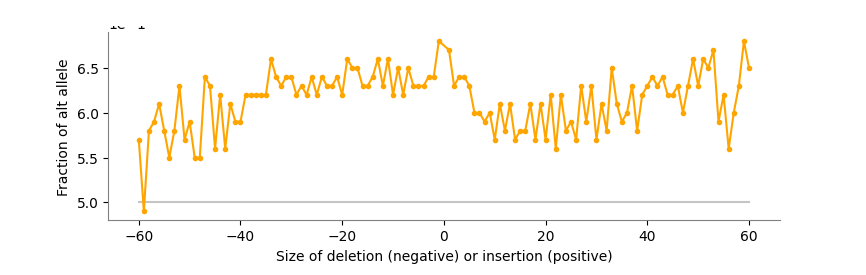 6.5
6.0
5.5
5.0
Fraction of alt allele
−60 −40 −20 0 20 40 60
Size of deletion (negative) or insertion (positive)